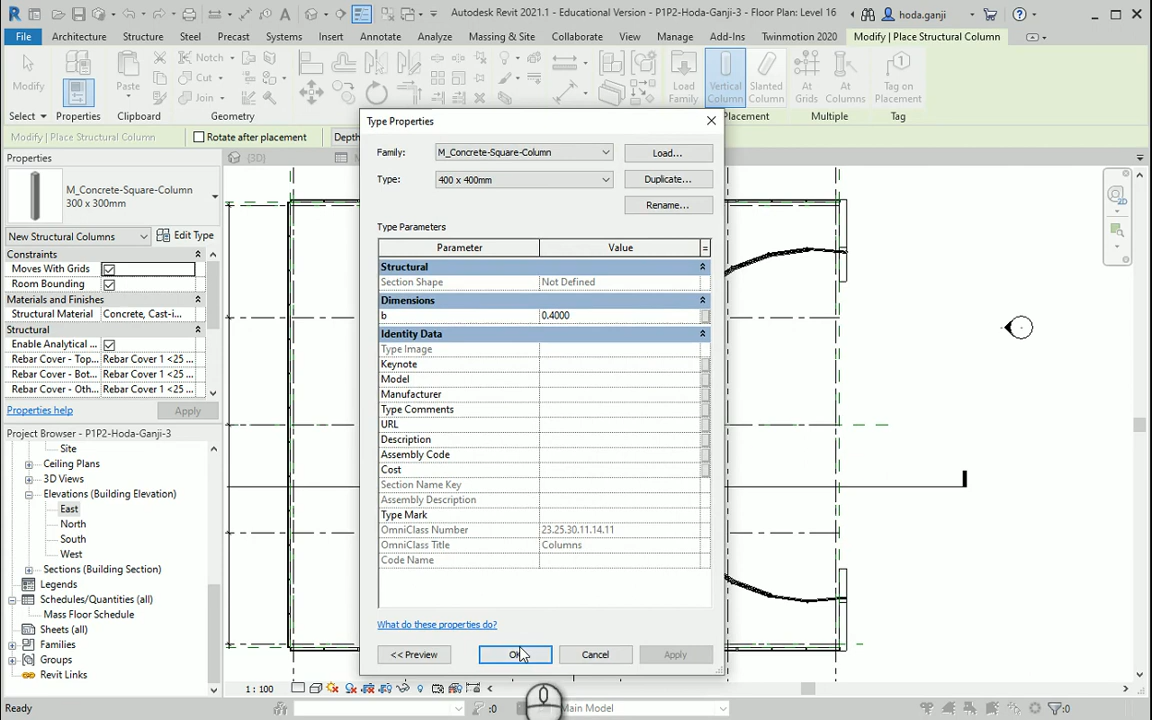 Autodesk Revit 2021.1 - Educational Version - P1P2-Hoda-Ganji-3 - Floor Plan: Level 16
hoda.ganji
File Architecture Structure Steel Precast Systems Insert Annotate Analyze Massing & Site Collaborate View Manage Add-Ins Twinmotion 2020 Modify | Place Structural Column
Notch
Cut
Join
Modify
Paste
Load Family
Vertical Column
Slanted Column
At Grids
At Columns
Tag on Placement
Select Properties Clipboard Geometry Placement Multiple Tag
Modify | Place Structural Column
Rotate after placement
Depth
Properties
M_Concrete-Square-Column
300 x 300mm
New Structural Columns
Edit Type
Constraints
Moves With Grids
Room Bounding
Materials and Finishes
Structural Material Concrete, Cast-i...
Structural
Enable Analytical ...
Rebar Cover - Top... Rebar Cover 1 <25 ...
Rebar Cover - Bot... Rebar Cover 1 <25 ...
Rebar Cover - Oth... Rebar Cover 1 <25 ...
Properties help
Apply
Project Browser - P1P2-Hoda-Ganji-3
Site
Ceiling Plans
3D Views
Elevations (Building Elevation)
East
North
South
West
Sections (Building Section)
Legends
Schedules/Quantities (all)
Mass Floor Schedule
Sheets (all)
Families
Groups
Revit Links
{3D}
Type Properties
Family: M_Concrete-Square-Column Load...
Type: 400 x 400mm Duplicate...
Rename...
Type Parameters
Parameter Value =
Structural
Section Shape Not Defined
Dimensions
b 0.4000
Identity Data
Type Image
Keynote
Model
Manufacturer
Type Comments
URL
Description
Assembly Code
Cost
Section Name Key
Assembly Description
Type Mark
OmniClass Number 23.25.30.11.14.11
OmniClass Title Columns
Code Name
What do these properties do?
<< Preview OK Cancel Apply
2D
1 : 100
:0 Main Model :0